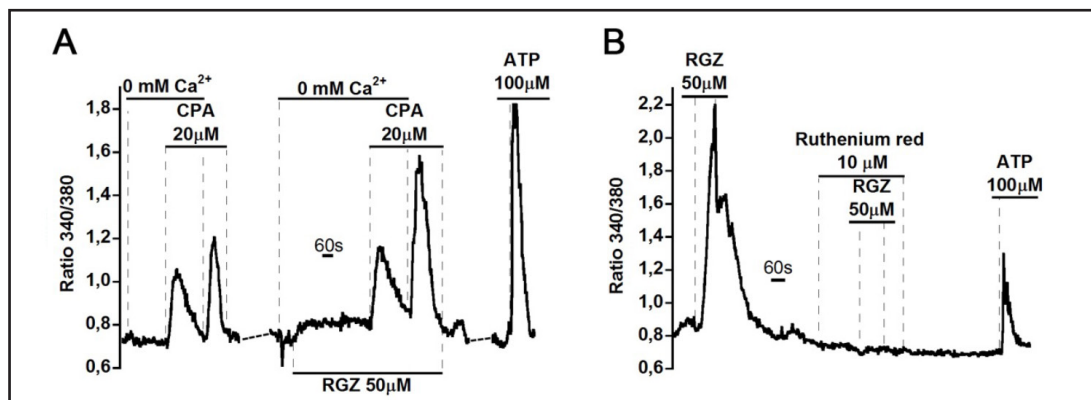 A
0 mM Ca²⁺
CPA
20μM
0 mM Ca²⁺
CPA
20μM
ATP
100μM
Ratio 340/380
1,8
1,6
1,4
1,2
1,0
0,8
0,6
60s
RGZ 50μM
B
RGZ
50μM
Ruthenium red
10 μM
RGZ
50μM
ATP
100μM
Ratio 340/380
2,2
2,0
1,8
1,6
1,4
1,2
1,0
0,8
0,6
60s